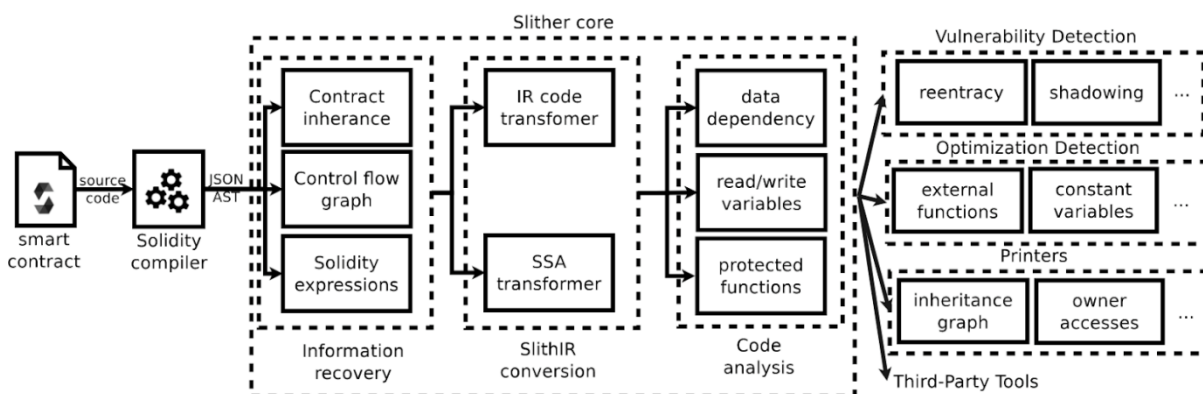 Slither core
smart
contract
source
code
Solidity
compiler
JSON
AST
Contract
inherance
Control flow
graph
Solidity
expressions
Information
recovery
IR code
transfomer
SSA
transformer
SlithIR
conversion
data
dependency
read/write
variables
protected
functions
Code
analysis
Vulnerability Detection
reentracy
shadowing
...
Optimization Detection
external
functions
constant
variables
...
Printers
inheritance
graph
owner
accesses
...
Third-Party Tools